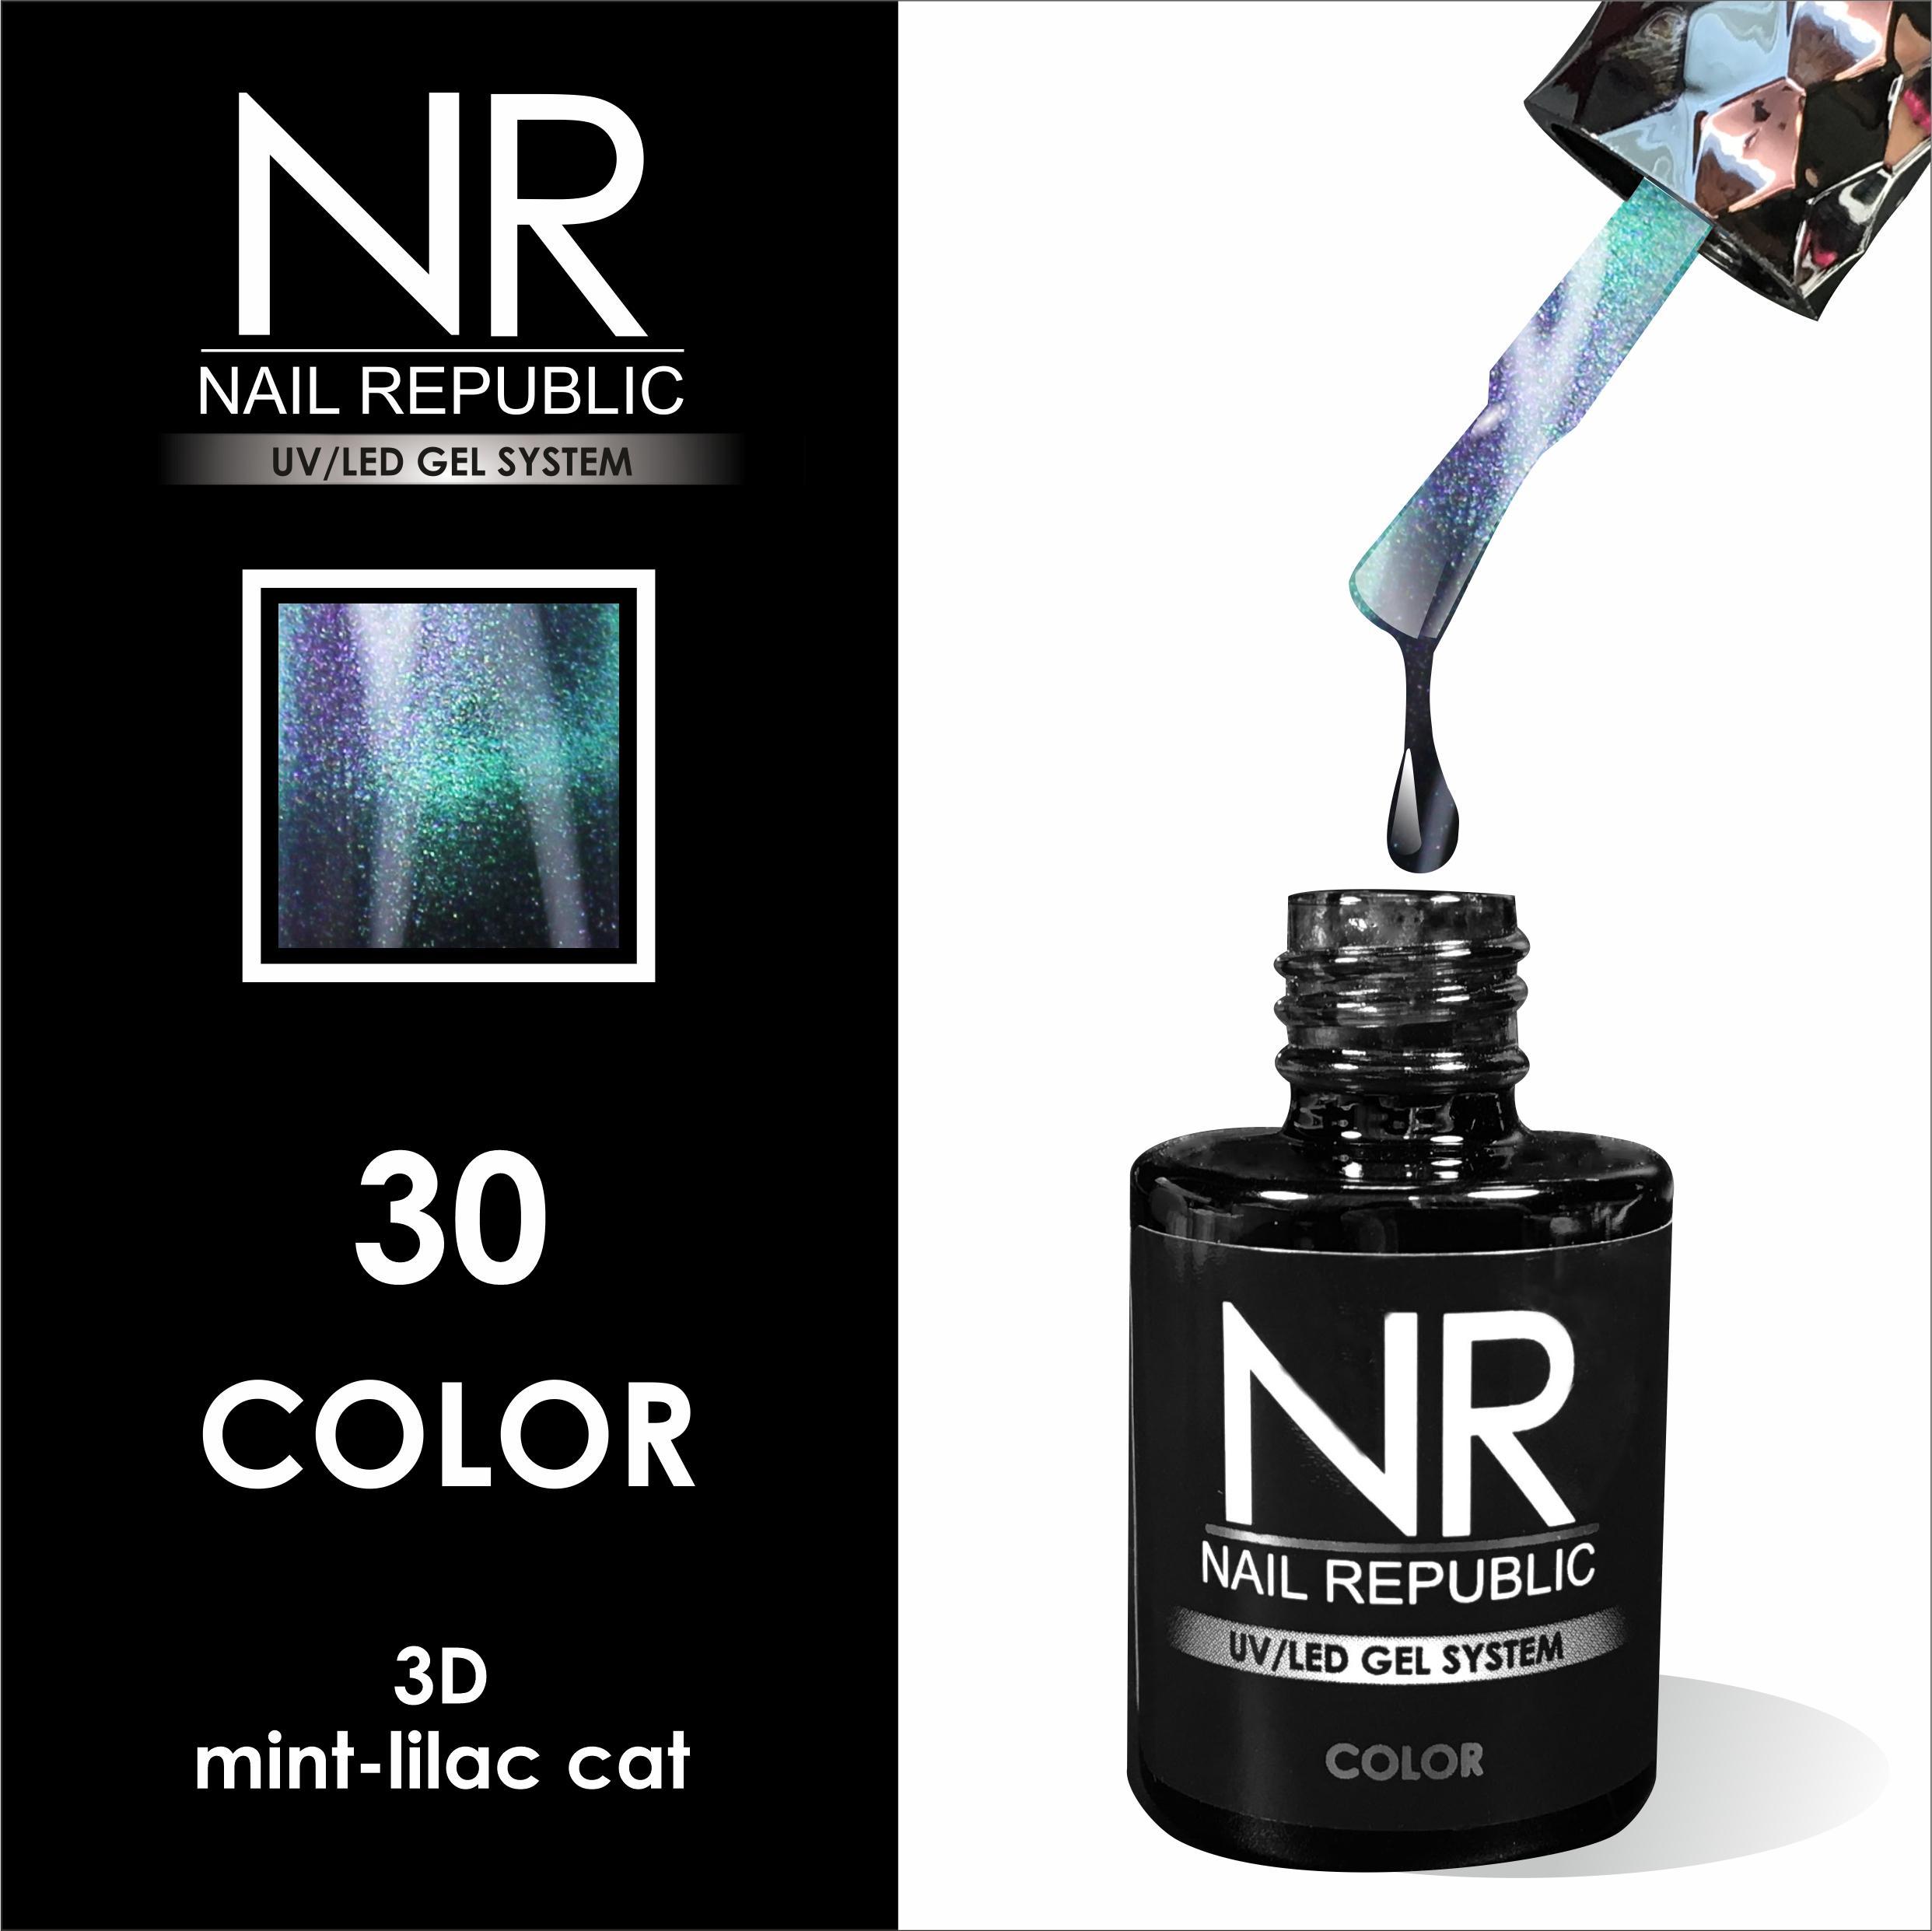 NR
NAIL REPUBLIC
UV/LED GEL SYSTEM
30
COLOR
3D
mint-lilac cat
NR
NAIL REPUBLIC
UV/LED GEL SYSTEM
COLOR